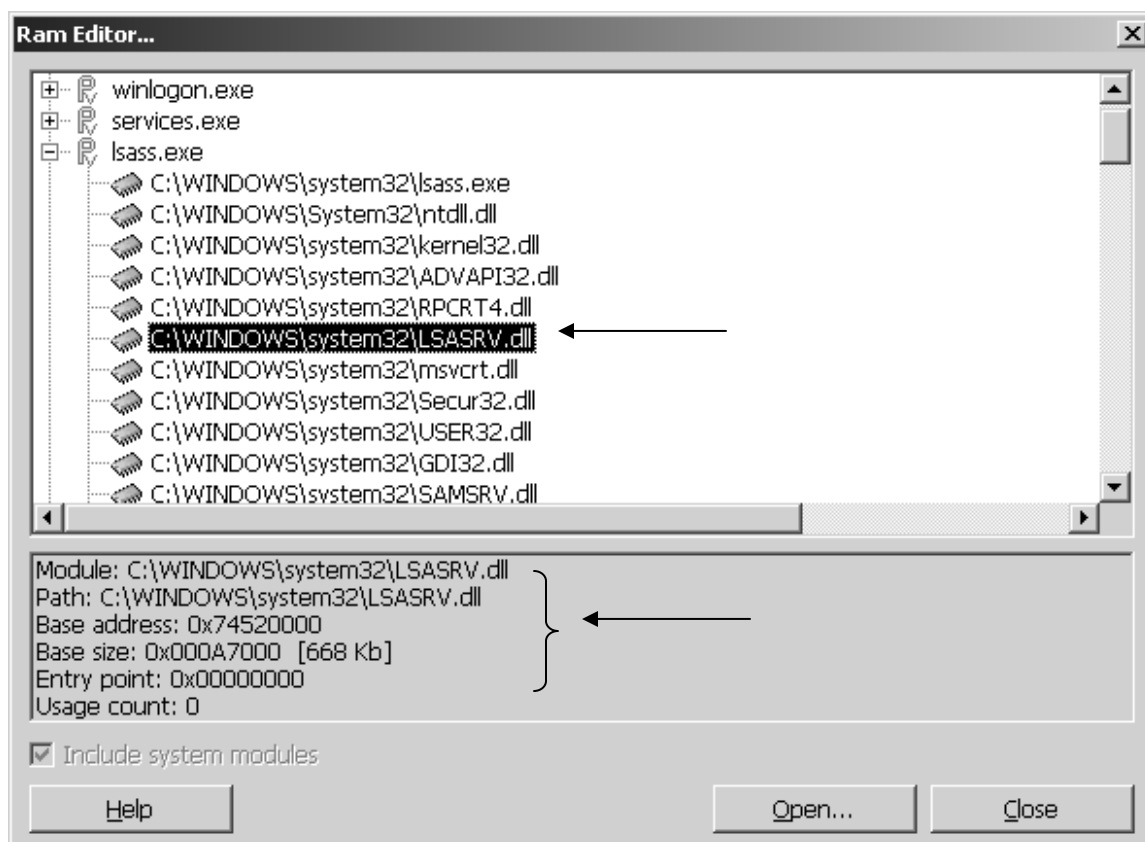 Ram Editor...
winlogon.exe
services.exe
lsass.exe
C:\WINDOWS\system32\lsass.exe
C:\WINDOWS\System32\ntdll.dll
C:\WINDOWS\system32\kernel32.dll
C:\WINDOWS\system32\ADVAPI32.dll
C:\WINDOWS\system32\RPCRT4.dll
C:\WINDOWS\system32\LSASRV.dll
C:\WINDOWS\system32\msvcrt.dll
C:\WINDOWS\system32\Secur32.dll
C:\WINDOWS\system32\USER32.dll
C:\WINDOWS\system32\GDI32.dll
C:\WINDOWS\system32\SAMSRV.dll
Module: C:\WINDOWS\system32\LSASRV.dll
Path: C:\WINDOWS\system32\LSASRV.dll
Base address: 0x74520000
Base size: 0x000A7000 [668 Kb]
Entry point: 0x00000000
Usage count: 0
Include system modules
Help Open... Close